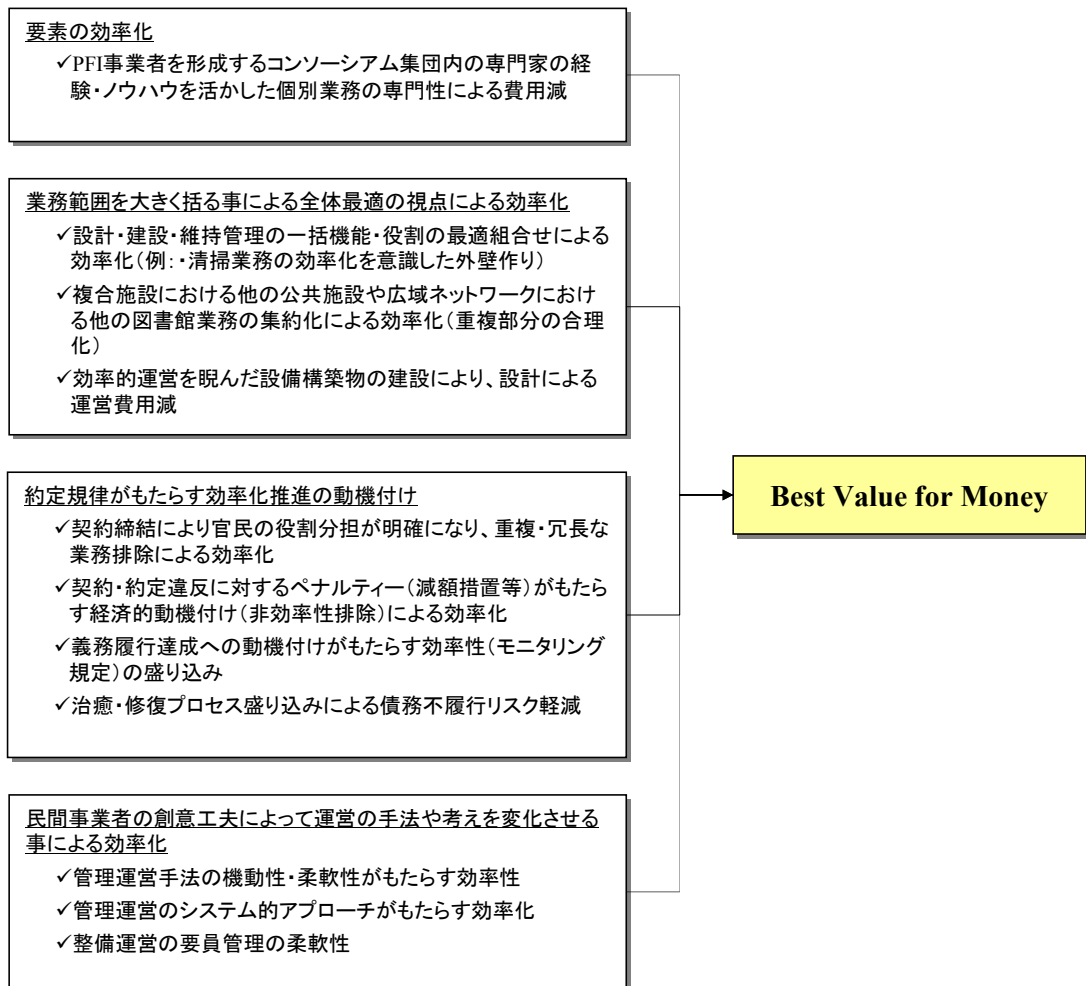 要素の効率化
✓PFI事業者を形成するコンソーシアム集団内の専門家の経
験・ノウハウを活かした個別業務の専門性による費用減
業務範囲を大きく括る事による全体最適の視点による効率化
✓設計・建設・維持管理の一括機能・役割の最適組合せによる
効率化(例:・清掃業務の効率化を意識した外壁作り)
✓複合施設における他の公共施設や広域ネットワークにおけ
る他の図書館業務の集約化による効率化(重複部分の合理
化)
✓効率的運営を睨んだ設備構築物の建設により、設計による
運営費用減
約定規律がもたらす効率化推進の動機付け
✓契約締結により官民の役割分担が明確になり、重複・冗長な
業務排除による効率化
✓契約・約定違反に対するペナルティー(減額措置等)がもたら
す経済的動機付け(非効率性排除)による効率化
✓義務履行達成への動機付けがもたらす効率性(モニタリング
規定)の盛り込み
✓治癒・修復プロセス盛り込みによる債務不履行リスク軽減
民間事業者の創意工夫によって運営の手法や考えを変化させる
事による効率化
✓管理運営手法の機動性・柔軟性がもたらす効率性
✓管理運営のシステム的アプローチがもたらす効率化
✓整備運営の要員管理の柔軟性
Best Value for Money